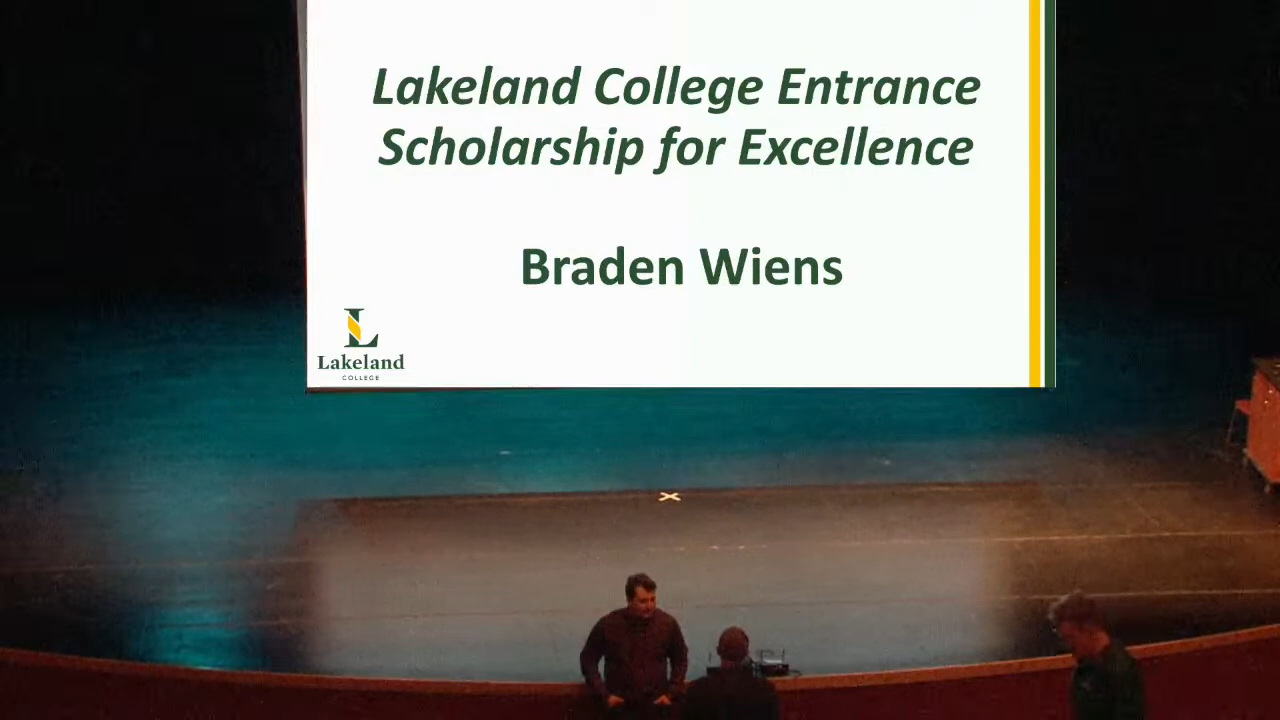 Lakeland College Entrance
Scholarship for Excellence
Braden Wiens
Lakeland
COLLEGE